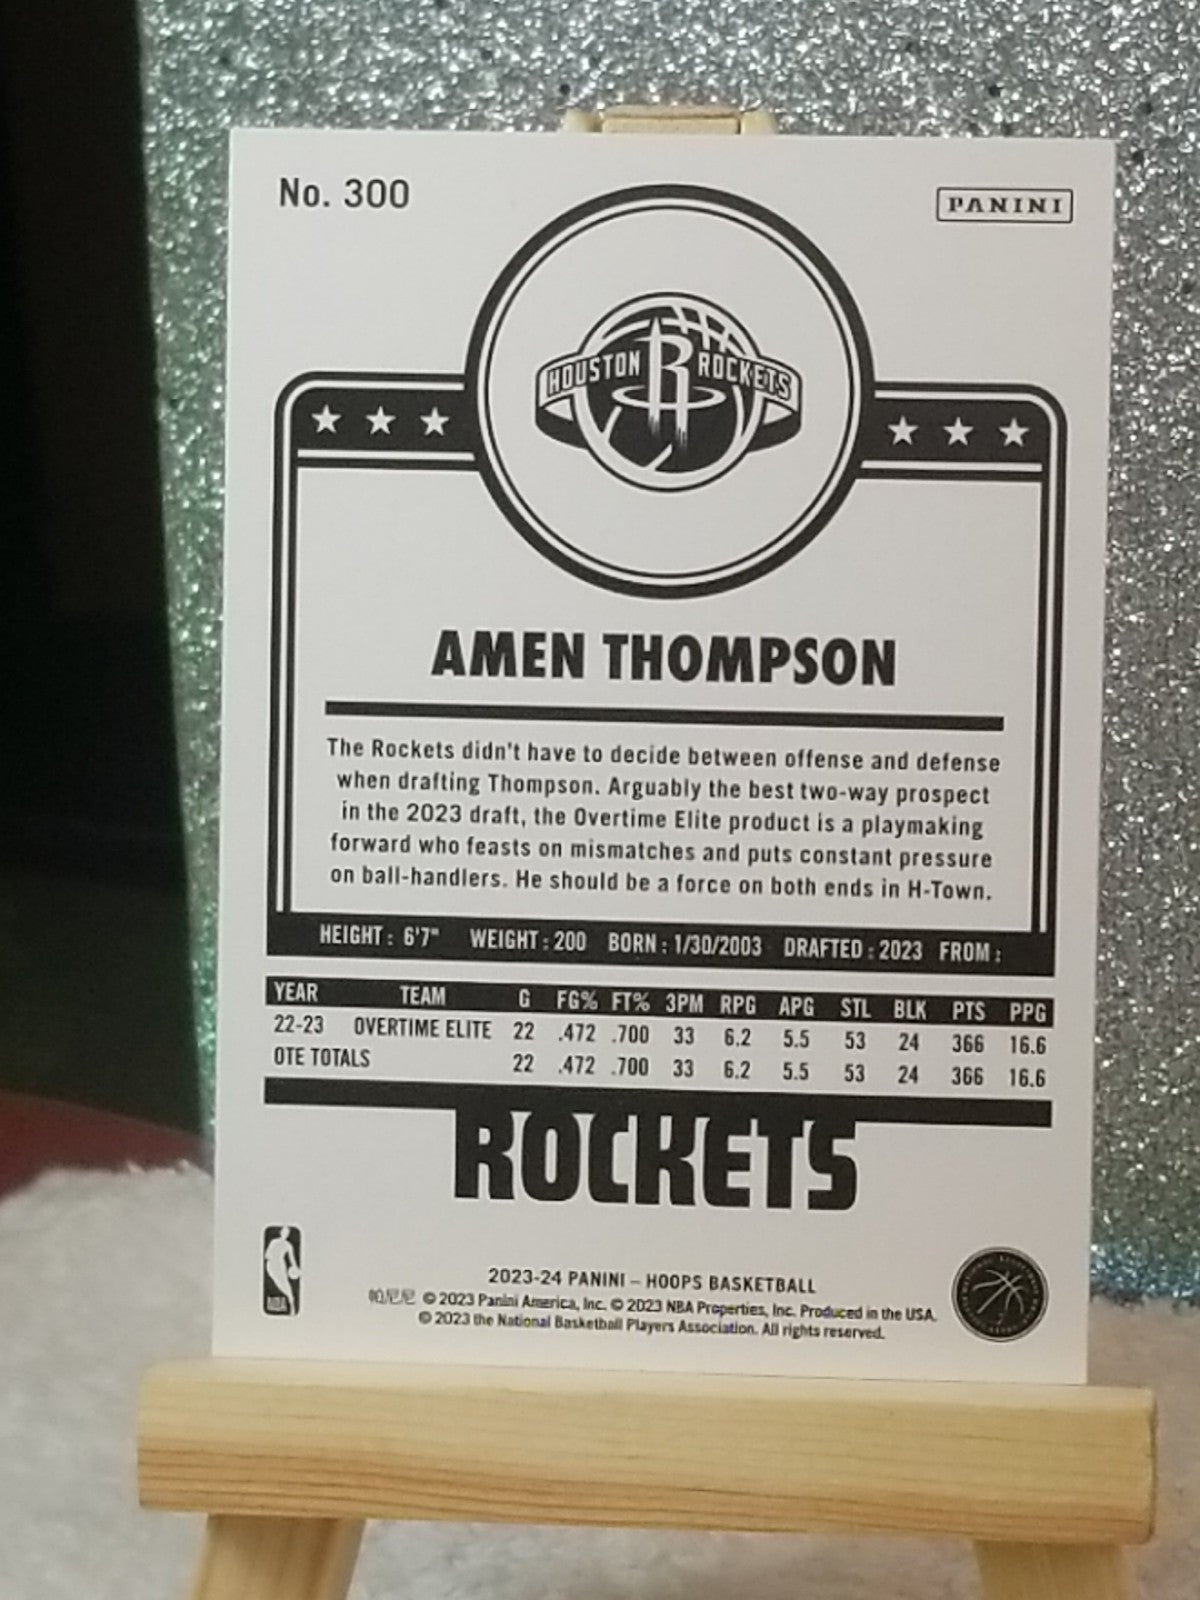 No. 300
PANINI
HOUSTON R ROCKETS
AMEN THOMPSON
The Rockets didn't have to decide between offense and defense
when drafting Thompson. Arguably the best two-way prospect
in the 2023 draft, the Overtime Elite product is a playmaking
forward who feasts on mismatches and puts constant pressure
on ball-handlers. He should be a force on both ends in H-Town.
HEIGHT : 6'7" WEIGHT : 200 BORN : 1/30/2003 DRAFTED : 2023 FROM :
YEAR TEAM G FG% FT% 3PM RPG APG STL BLK PTS PPG
22-23 OVERTIME ELITE 22 .472 .700 33 6.2 5.5 53 24 366 16.6
OTE TOTALS 22 .472 .700 33 6.2 5.5 53 24 366 16.6
ROCKETS
NBA
2023-24 PANINI – HOOPS BASKETBALL
帕尼尼 © 2023 Panini America, Inc. © 2023 NBA Properties, Inc. Produced in the USA.
© 2023 the National Basketball Players Association. All rights reserved.